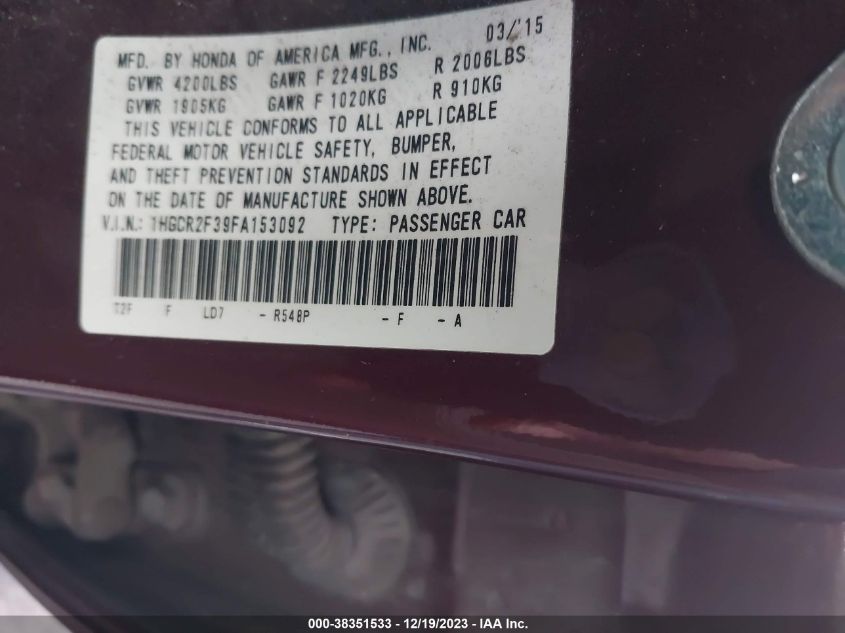 MFD. BY HONDA OF AMERICA MFG., INC. 03/'15
GVWR 4200LBS GAWR F 2249LBS R 2006LBS
GVWR 1905KG GAWR F 1020KG R 910KG
THIS VEHICLE CONFORMS TO ALL APPLICABLE
FEDERAL MOTOR VEHICLE SAFETY, BUMPER,
AND THEFT PREVENTION STANDARDS IN EFFECT
ON THE DATE OF MANUFACTURE SHOWN ABOVE.
V.I.N.: 1HGCR2F39FA153092 TYPE: PASSENGER CAR
T2F F LD7 - R548P - F - A
000-38351533 - 12/19/2023 - IAA Inc.